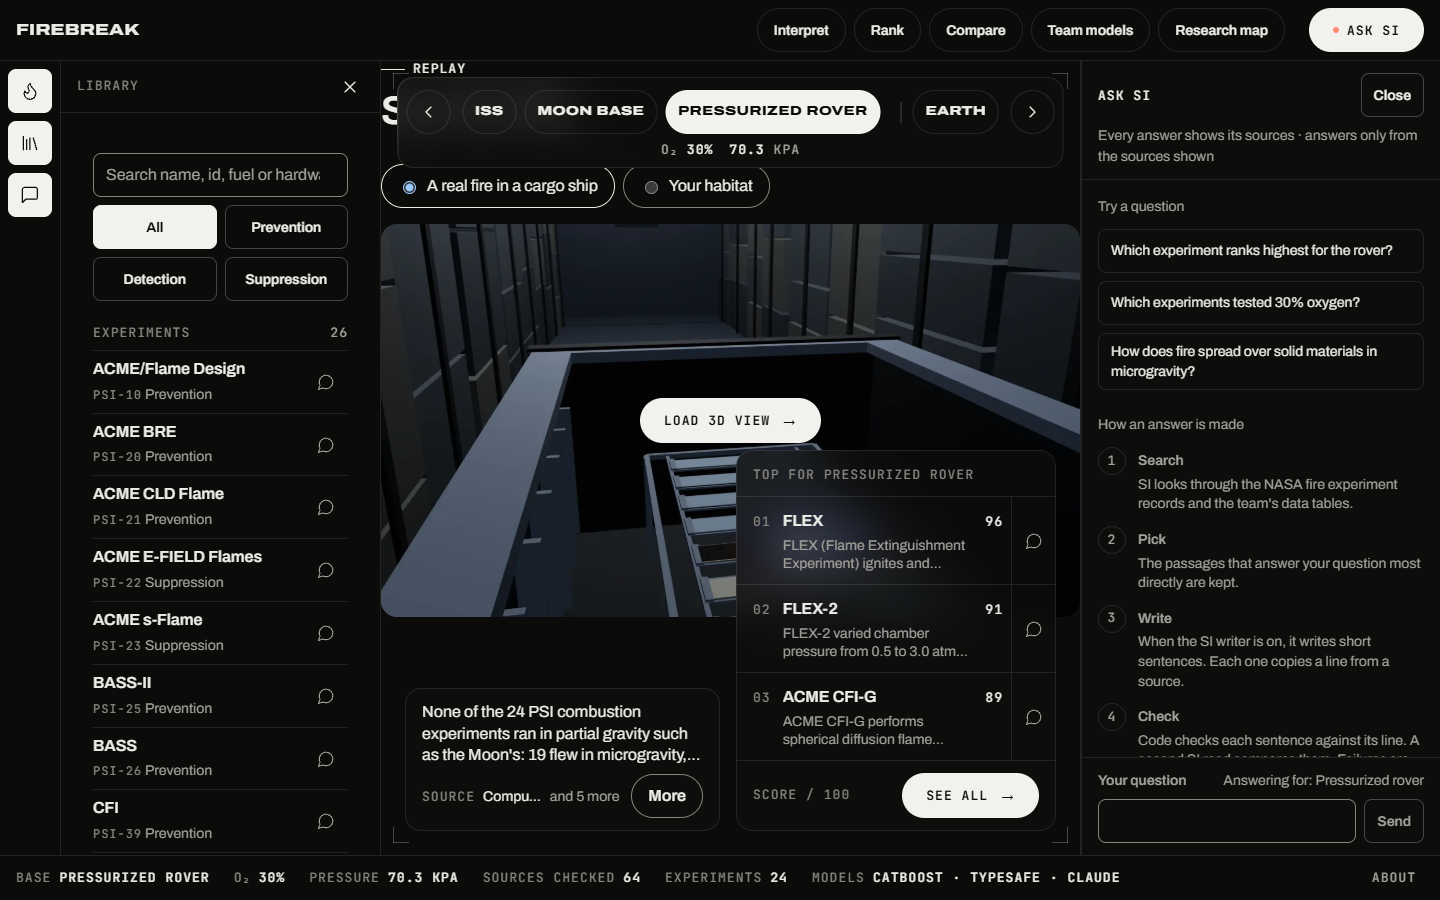 FIREBREAK
Interpret
Rank
Compare
Team models
Research map
ASK SI
LIBRARY
Search name, id, fuel or hardw
All
Prevention
Detection
Suppression
EXPERIMENTS 26
ACME/Flame Design
PSI-10 Prevention
ACME BRE
PSI-20 Prevention
ACME CLD Flame
PSI-21 Prevention
ACME E-FIELD Flames
PSI-22 Suppression
ACME s-Flame
PSI-23 Suppression
BASS-II
PSI-25 Prevention
BASS
PSI-26 Prevention
CFI
PSI-39 Prevention
REPLAY
S
ISS
MOON BASE
PRESSURIZED ROVER
EARTH
O₂ 30% 70.3 KPA
A real fire in a cargo ship
Your habitat
LOAD 3D VIEW →
TOP FOR PRESSURIZED ROVER
01 FLEX 96
FLEX (Flame Extinguishment
Experiment) ignites and...
02 FLEX-2 91
FLEX-2 varied chamber
pressure from 0.5 to 3.0 atm...
03 ACME CFI-G 89
ACME CFI-G performs
spherical diffusion flame...
SCORE / 100
SEE ALL →
None of the 24 PSI combustion
experiments ran in partial gravity such
as the Moon's: 19 flew in microgravity,...
SOURCE Compu... and 5 more
More
ASK SI
Close
Every answer shows its sources · answers only from
the sources shown
Try a question
Which experiment ranks highest for the rover?
Which experiments tested 30% oxygen?
How does fire spread over solid materials in
microgravity?
How an answer is made
1 Search
SI looks through the NASA fire experiment
records and the team's data tables.
2 Pick
The passages that answer your question most
directly are kept.
3 Write
When the SI writer is on, it writes short
sentences. Each one copies a line from a
source.
4 Check
Code checks each sentence against its line. A
Your question
Answering for: Pressurized rover
Send
BASE PRESSURIZED ROVER O₂ 30% PRESSURE 70.3 KPA SOURCES CHECKED 64 EXPERIMENTS 24 MODELS CATBOOST · TYPESAFE · CLAUDE ABOUT